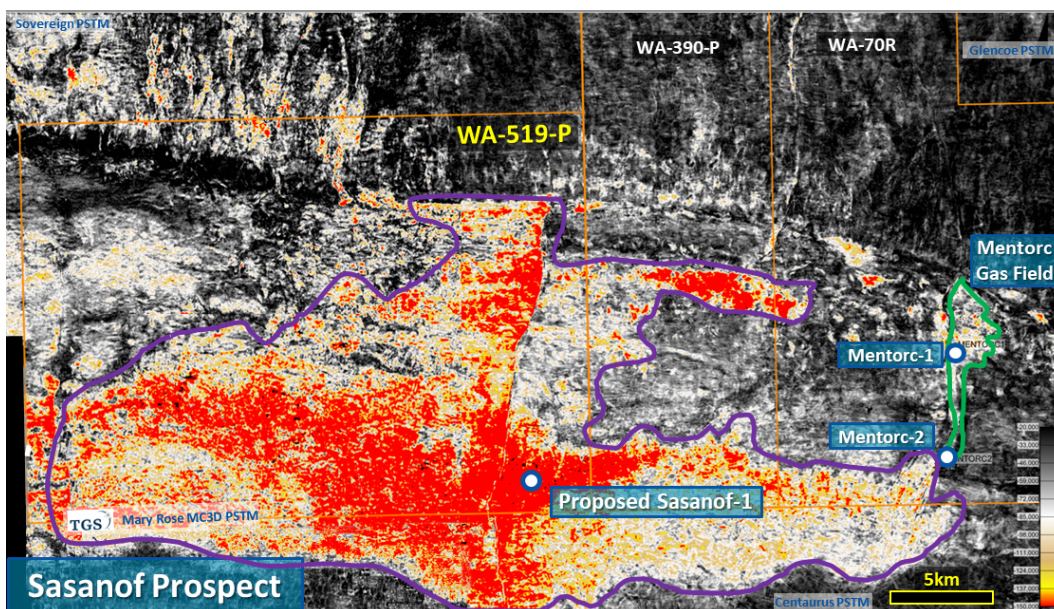 Sovereign PSTM
WA-390-P
WA-70R
Glencoe PSTM
WA-519-P
Mentorc
Gas Field
MENTORC1
Mentorc-1
Mentorc-2
NTORC2
Proposed Sasanof-1
TGS
Mary Rose MC3D PSTM
Sasanof Prospect
5km
Centaurus PSTM
-20,000
-33,000
-46,000
-59,000
-72,000
-85,000
-98,000
-111,000
-124,000
-137,000
-150,000